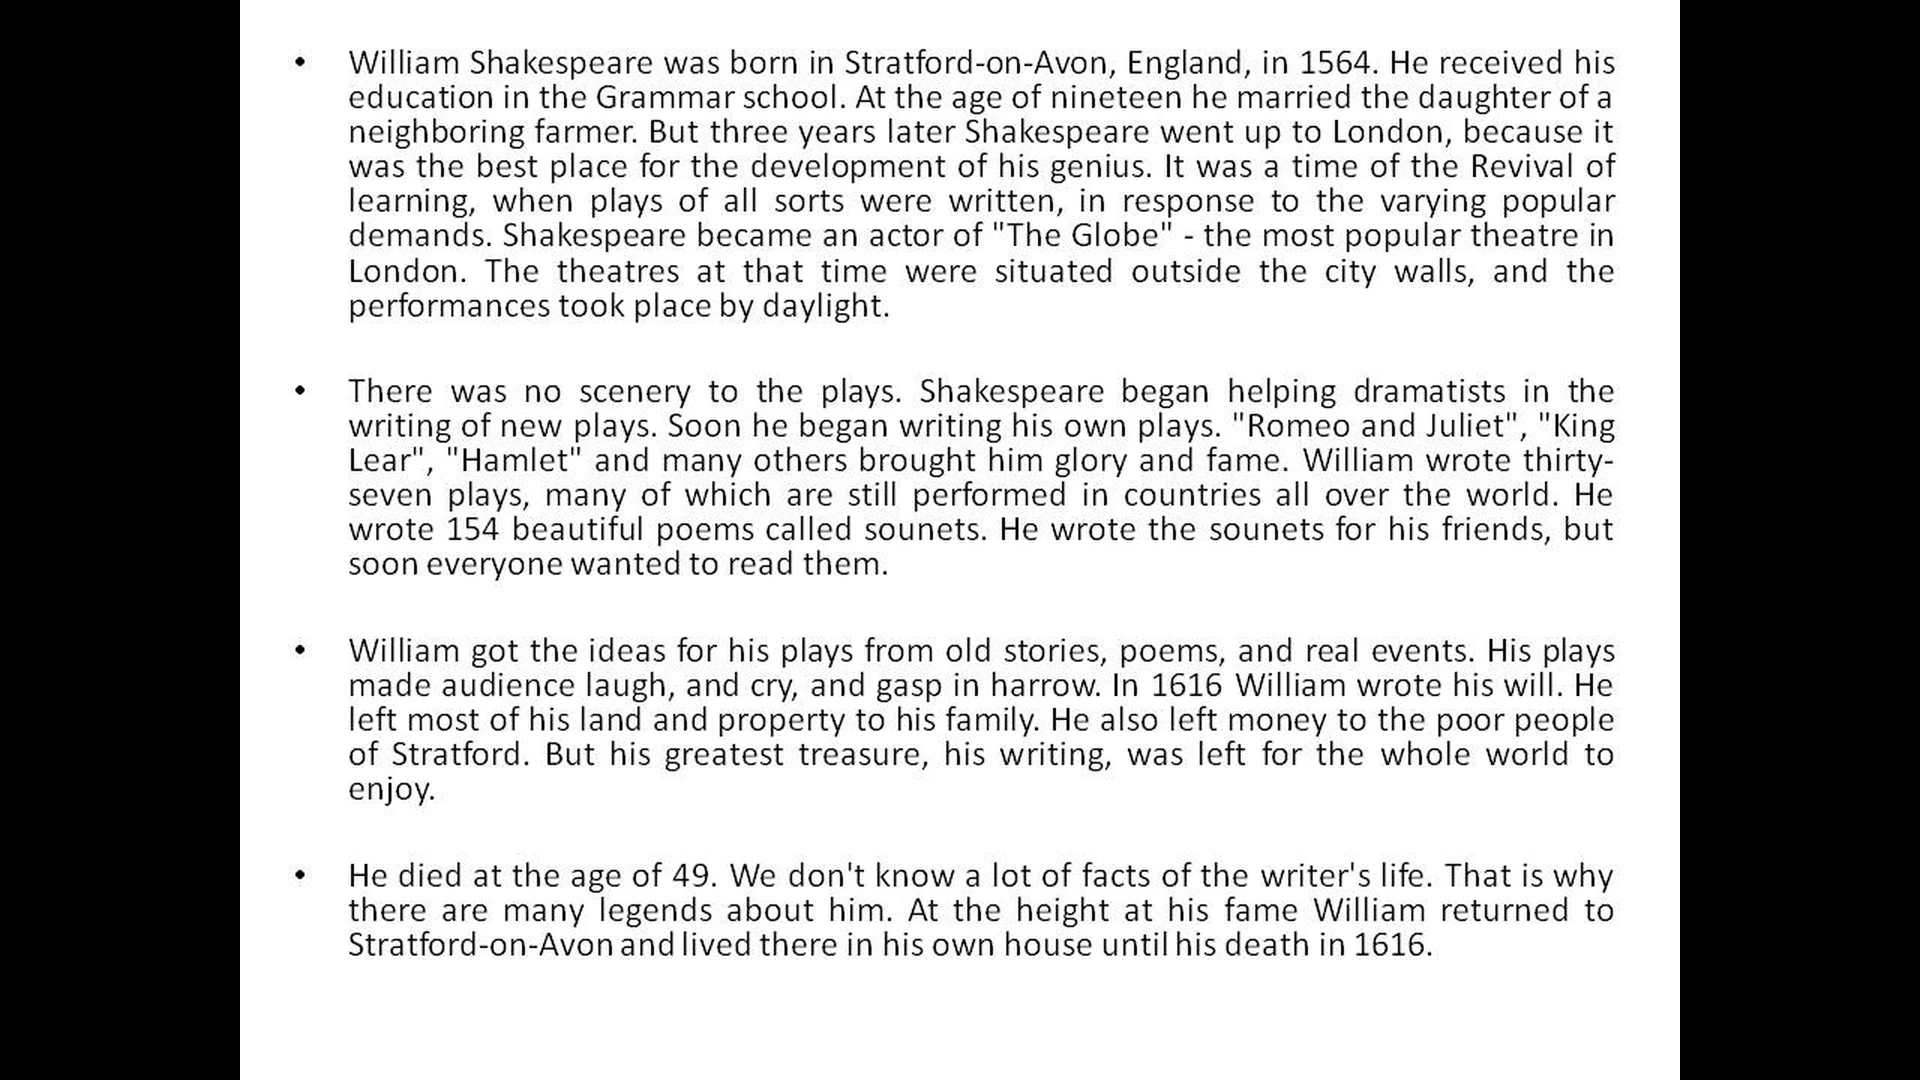 • William Shakespeare was born in Stratford-on-Avon, England, in 1564. He received his
education in the Grammar school. At the age of nineteen he married the daughter of a
neighboring farmer. But three years later Shakespeare went up to London, because it
was the best place for the development of his genius. It was a time of the Revival of
learning, when plays of all sorts were written, in response to the varying popular
demands. Shakespeare became an actor of "The Globe" - the most popular theatre in
London. The theatres at that time were situated outside the city walls, and the
performances took place by daylight.
• There was no scenery to the plays. Shakespeare began helping dramatists in the
writing of new plays. Soon he began writing his own plays. "Romeo and Juliet", "King
Lear", "Hamlet" and many others brought him glory and fame. William wrote thirty-
seven plays, many of which are still performed in countries all over the world. He
wrote 154 beautiful poems called sounets. He wrote the sounets for his friends, but
soon everyone wanted to read them.
• William got the ideas for his plays from old stories, poems, and real events. His plays
made audience laugh, and cry, and gasp in harrow. In 1616 William wrote his will. He
left most of his land and property to his family. He also left money to the poor people
of Stratford. But his greatest treasure, his writing, was left for the whole world to
enjoy.
• He died at the age of 49. We don't know a lot of facts of the writer's life. That is why
there are many legends about him. At the height at his fame William returned to
Stratford-on-Avon and lived there in his own house until his death in 1616.